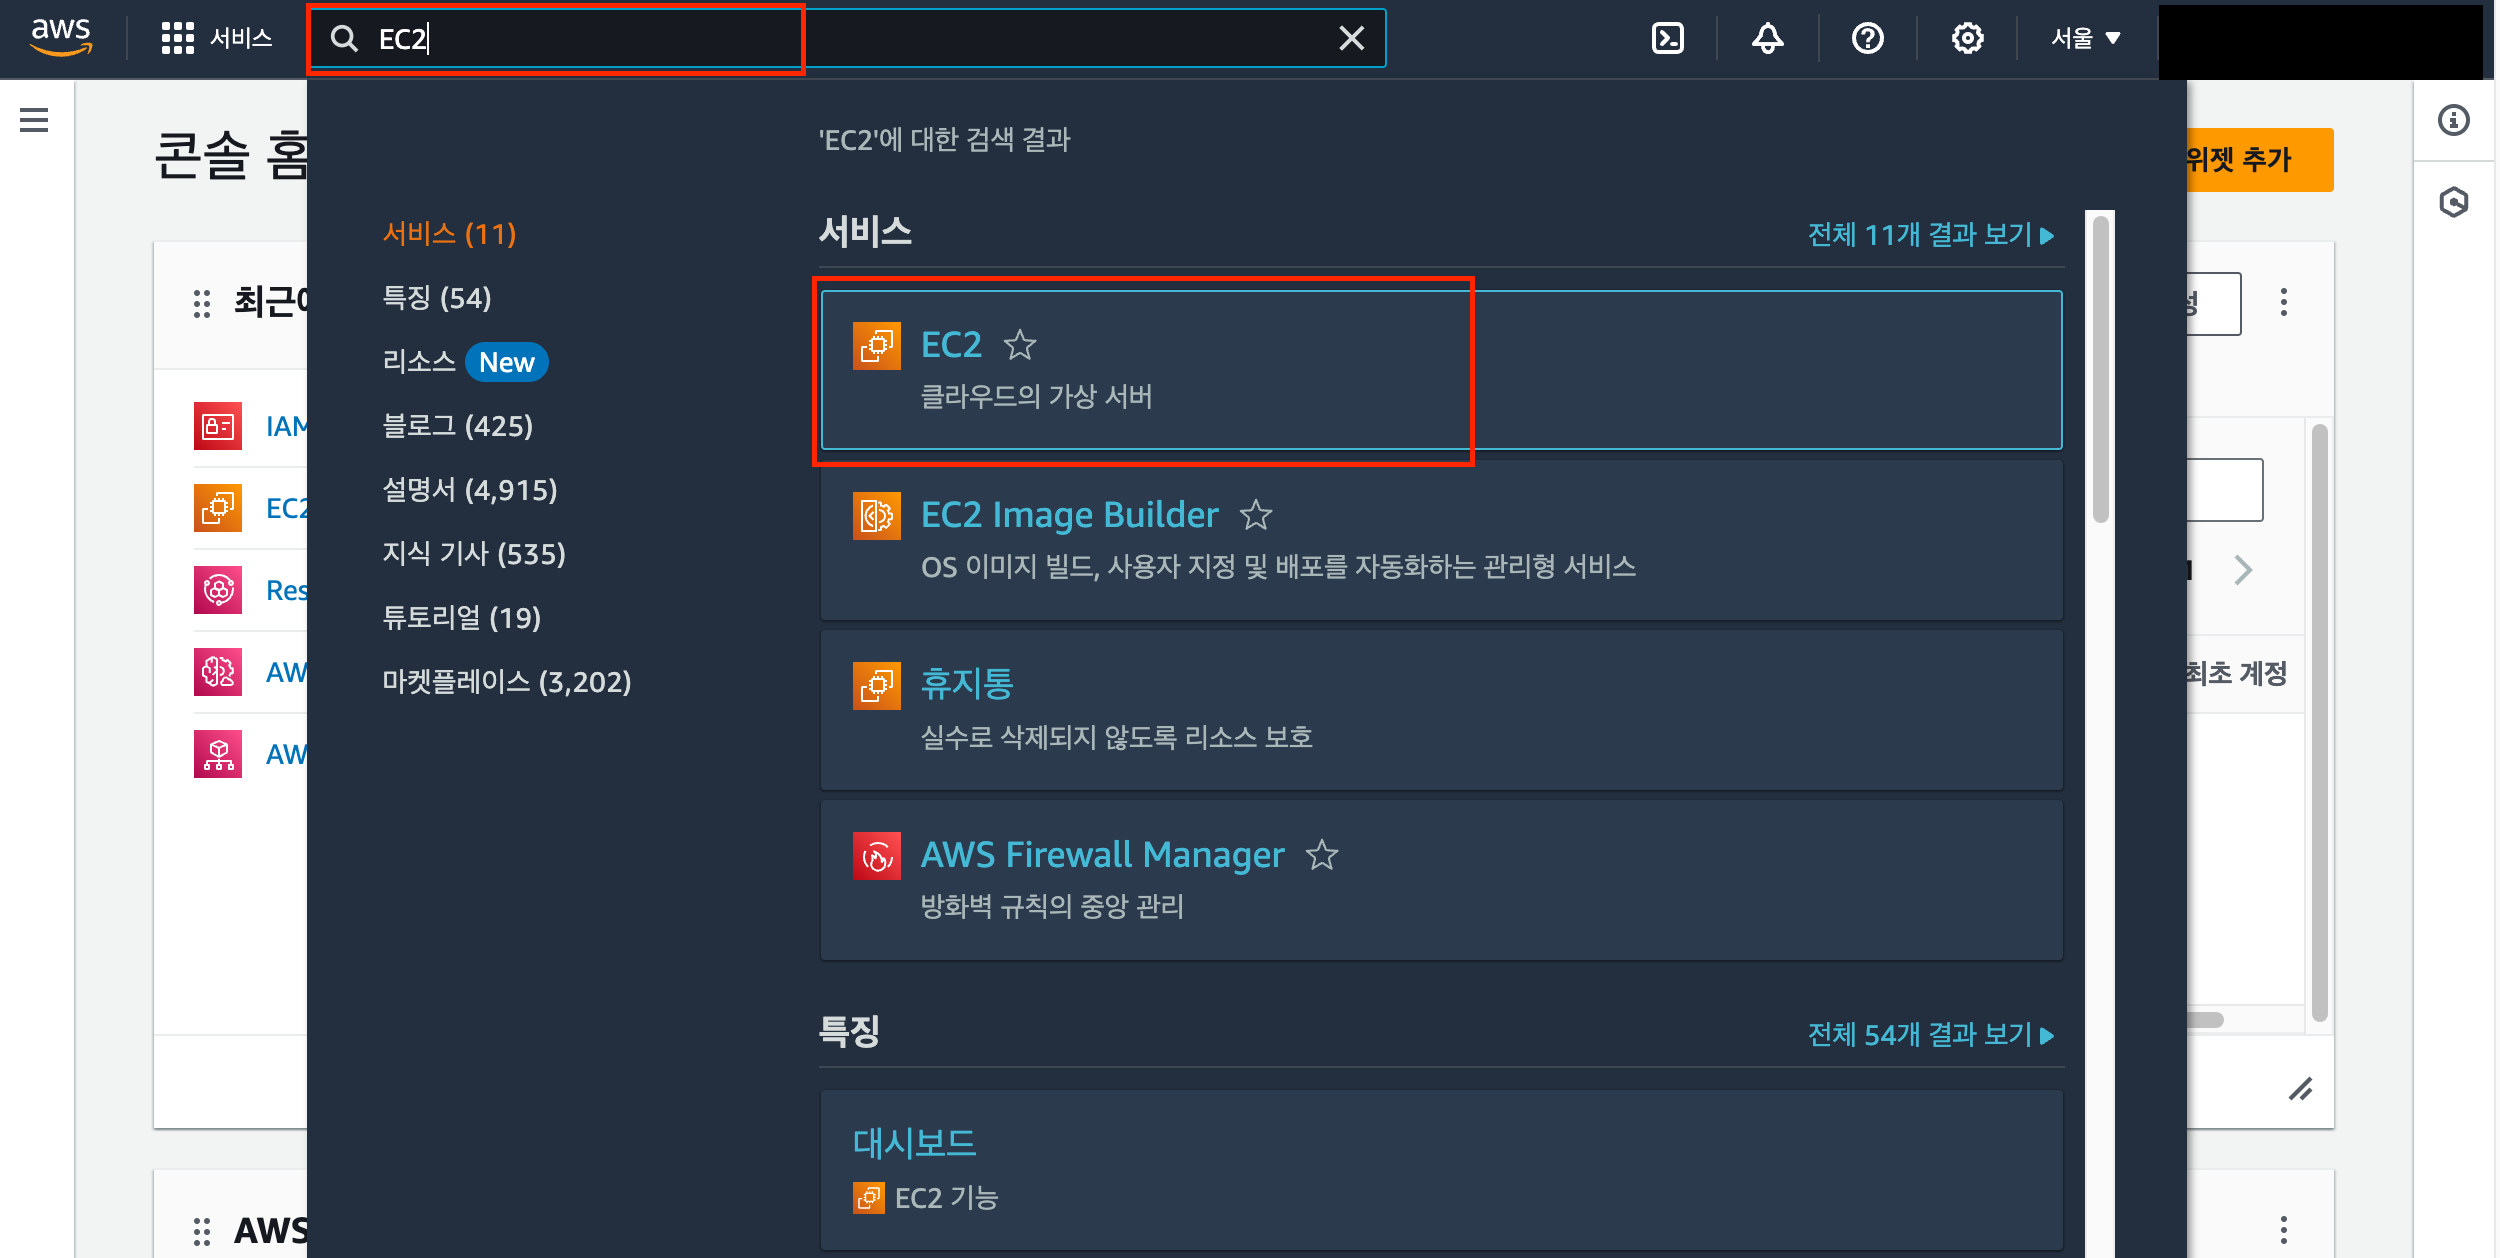 aws
서비스
EC2
서울
콘솔 홈
위젯 추가
'EC2'에 대한 검색 결과
서비스 (11)
특징 (54)
리소스 New
블로그 (425)
설명서 (4,915)
지식 기사 (535)
튜토리얼 (19)
마켓플레이스 (3,202)
서비스
전체 11개 결과 보기
EC2
클라우드의 가상 서버
EC2 Image Builder
OS 이미지 빌드, 사용자 지정 및 배포를 자동화하는 관리형 서비스
휴지통
실수로 삭제되지 않도록 리소스 보호
AWS Firewall Manager
방화벽 규칙의 중앙 관리
특징
전체 54개 결과 보기
대시보드
EC2 기능
최근에
IAM
EC2
Res
AW
AW
최초 계정
AWS